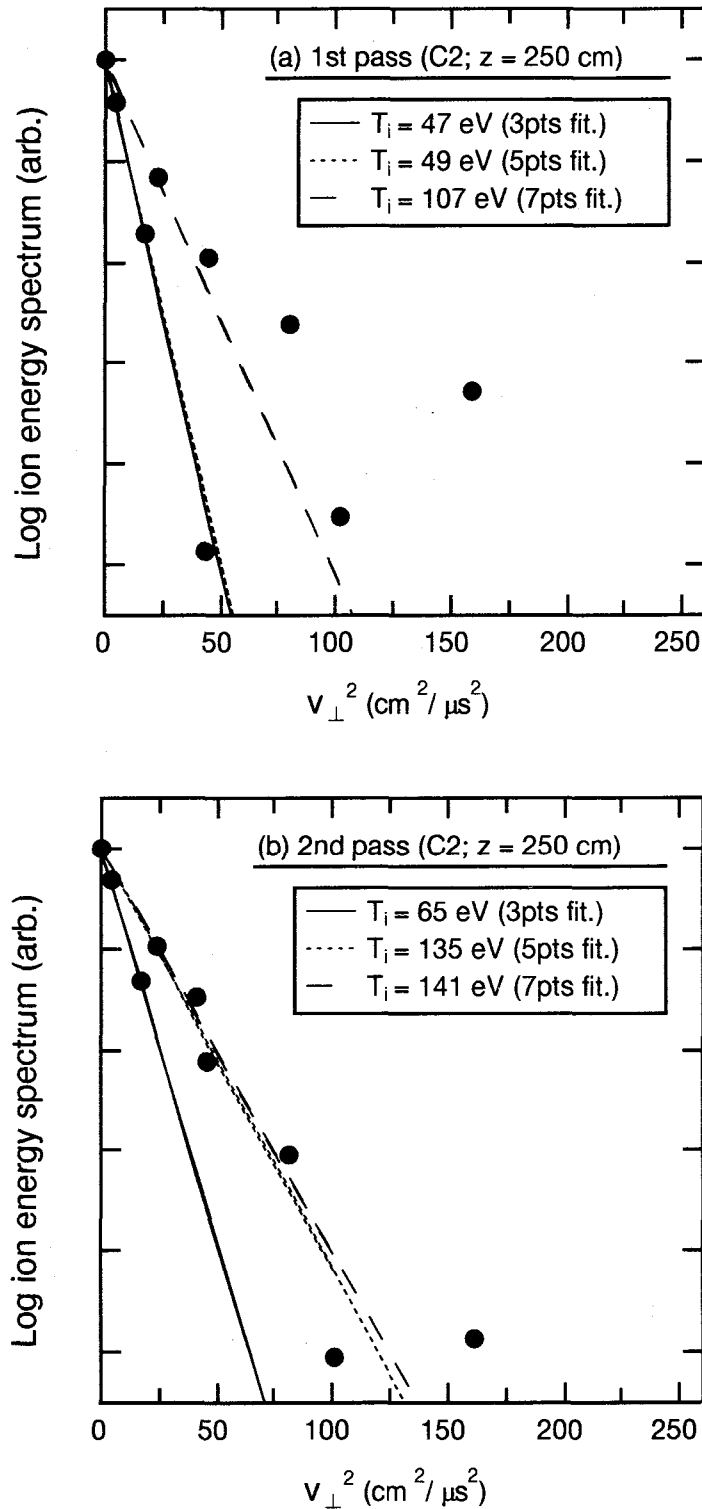 Log ion energy spectrum (arb.)
(a) 1st pass (C2; z = 250 cm)
T_i = 47 eV (3pts fit.)
T_i = 49 eV (5pts fit.)
T_i = 107 eV (7pts fit.)
0 50 100 150 200 250
v_⊥^2 (cm^2/ μs^2)
Log ion energy spectrum (arb.)
(b) 2nd pass (C2; z = 250 cm)
T_i = 65 eV (3pts fit.)
T_i = 135 eV (5pts fit.)
T_i = 141 eV (7pts fit.)
0 50 100 150 200 250
v_⊥^2 (cm^2/ μs^2)